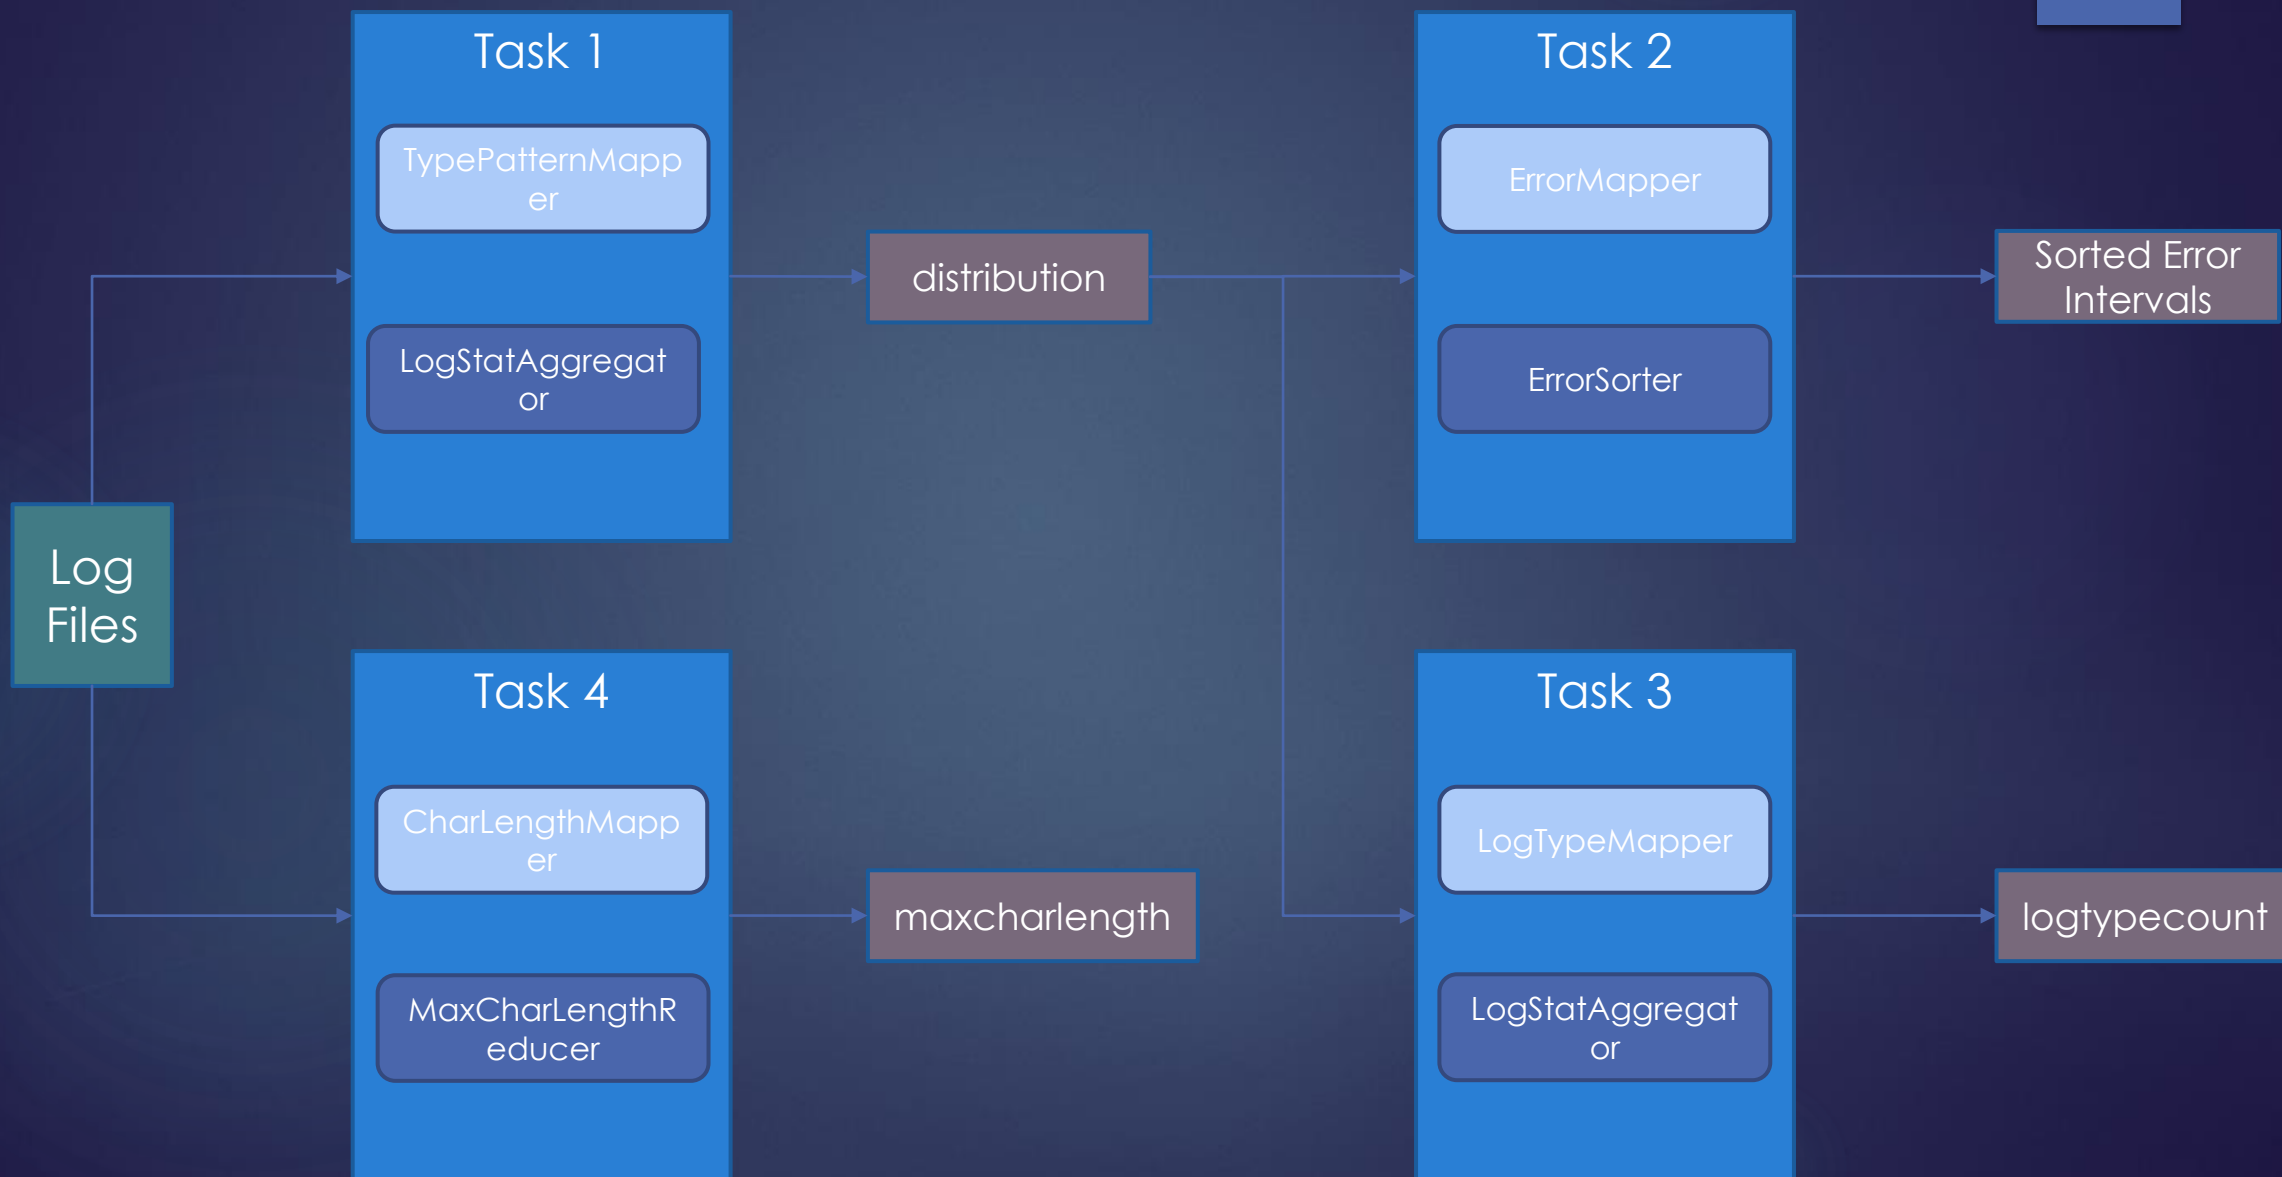 Task 1
TypePatternMapp
er
LogStatAggregat
or
distribution
Task 2
ErrorMapper
ErrorSorter
Sorted Error
Intervals
Log
Files
Task 4
CharLengthMapp
er
MaxCharLengthR
educer
maxcharlength
Task 3
LogTypeMapper
LogStatAggregat
or
logtypecount